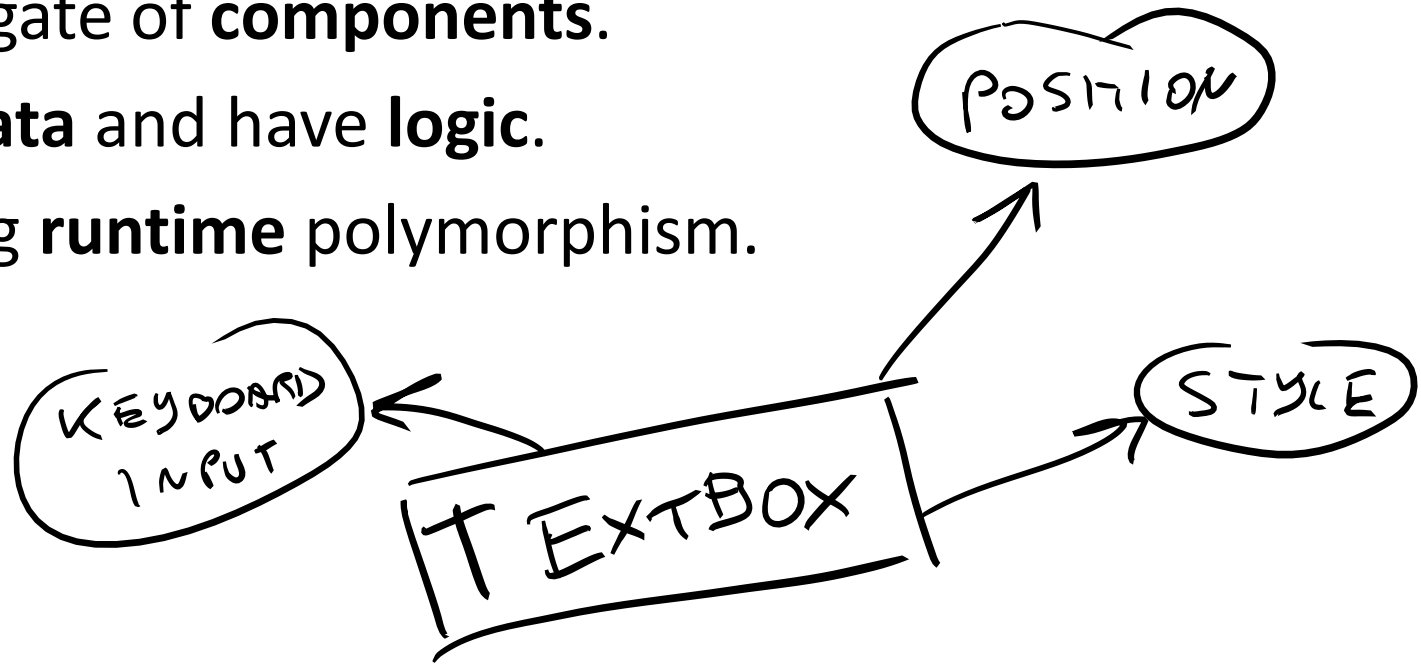 gate of components.
ata and have logic.
g runtime polymorphism.
POSITION
KEYBOARD
INPUT
STYLE
TEXTBOX